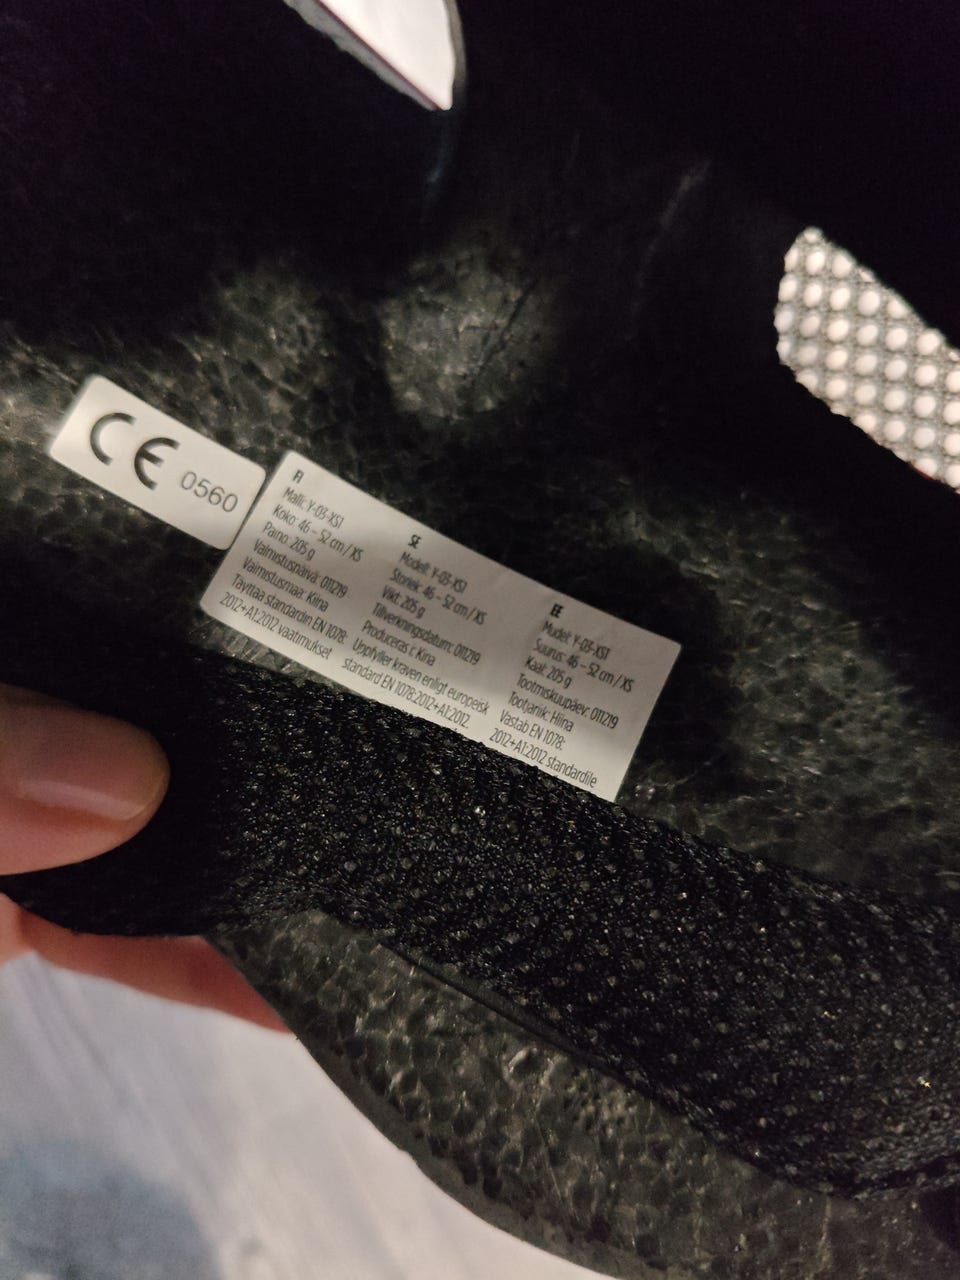 CE 0560
FI
Malli: Y-03-XS1
Koko: 46 – 52 cm / XS
Paino: 205 g
Valmistuspäivä: 011219
Valmistusmaa: Kiina
Täyttää standardin EN 1078:
2012+A1:2012 vaatimukset
SE
Modell: Y-03-XS1
Storlek: 46 – 52 cm / XS
Vikt: 205 g
Tillverkningsdatum: 011219
Produceras i: Kina
Uppfyller kraven enligt europeisk
standard EN 1078:2012+A1:2012.
EE
Mudel: Y-03-XS1
Suurus: 46 – 52 cm / XS
Kaal: 205 g
Tootmiskuupäev: 011219
Tooteriik: Hiina
Vastab EN 1078:
2012+A1:2012 standardile